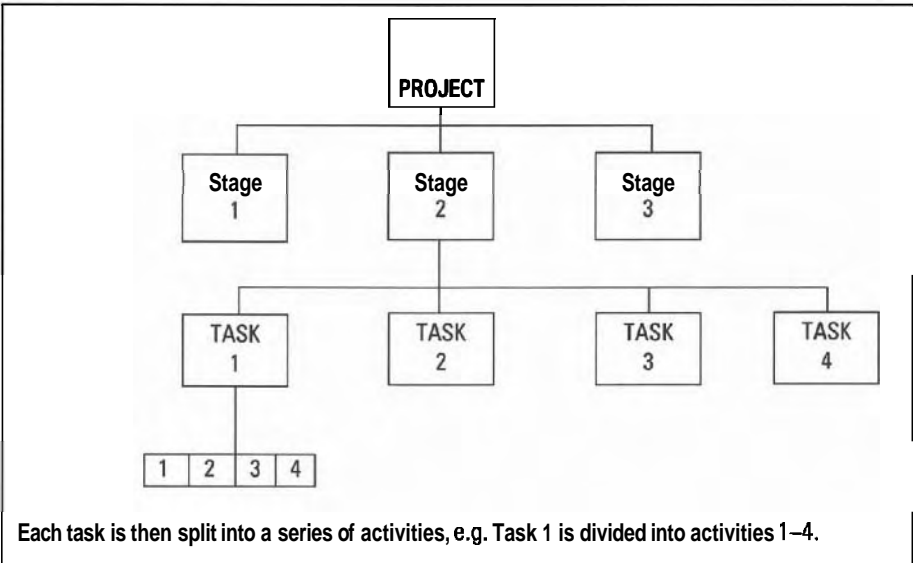 PROJECT
Stage
1
Stage
2
Stage
3
TASK
1
TASK
2
TASK
3
TASK
4
1 2 3 4
Each task is then split into a series of activities, e.g. Task 1 is divided into activities 1–4.